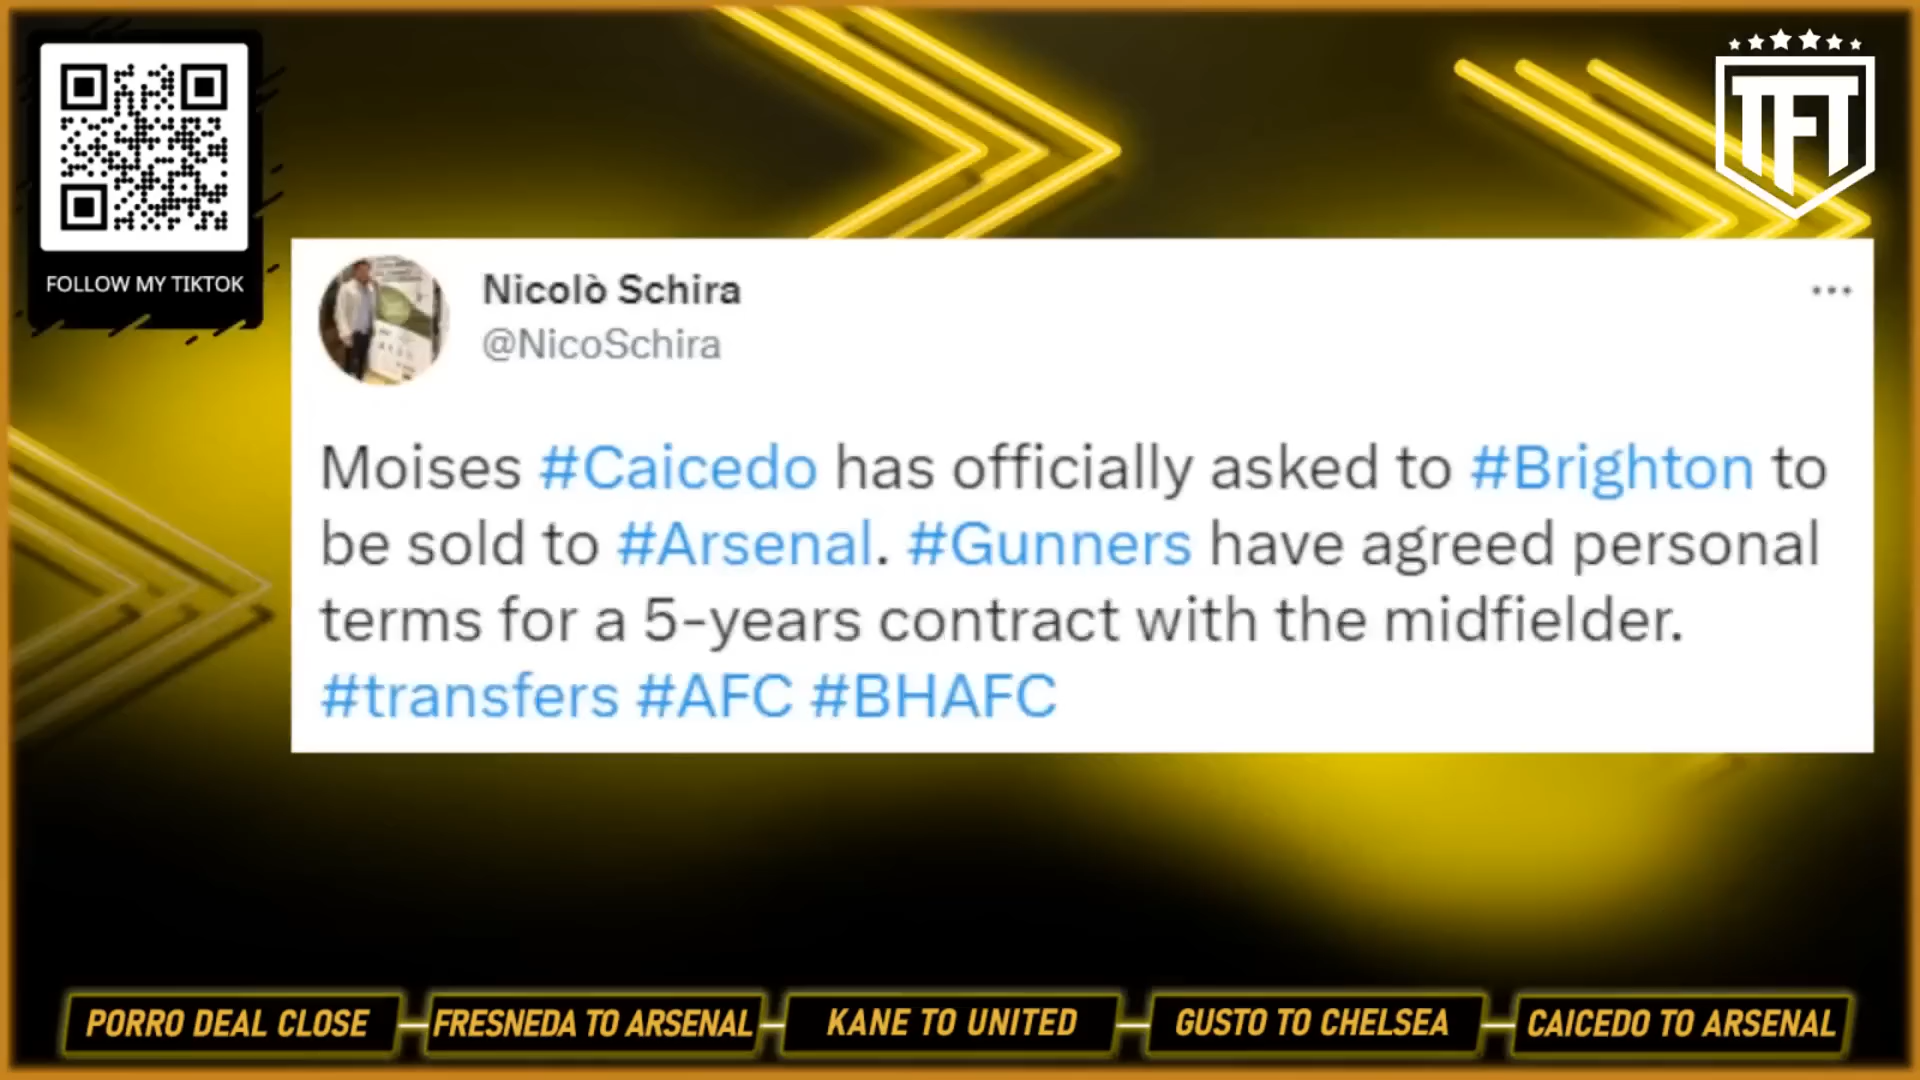 FOLLOW MY TIKTOK
TFT
Nicolò Schira
@NicoSchira
Moises #Caicedo has officially asked to #Brighton to
be sold to #Arsenal. #Gunners have agreed personal
terms for a 5-years contract with the midfielder.
#transfers #AFC #BHAFC
PORRO DEAL CLOSE
FRESNEDA TO ARSENAL
KANE TO UNITED
GUSTO TO CHELSEA
CAICEDO TO ARSENAL